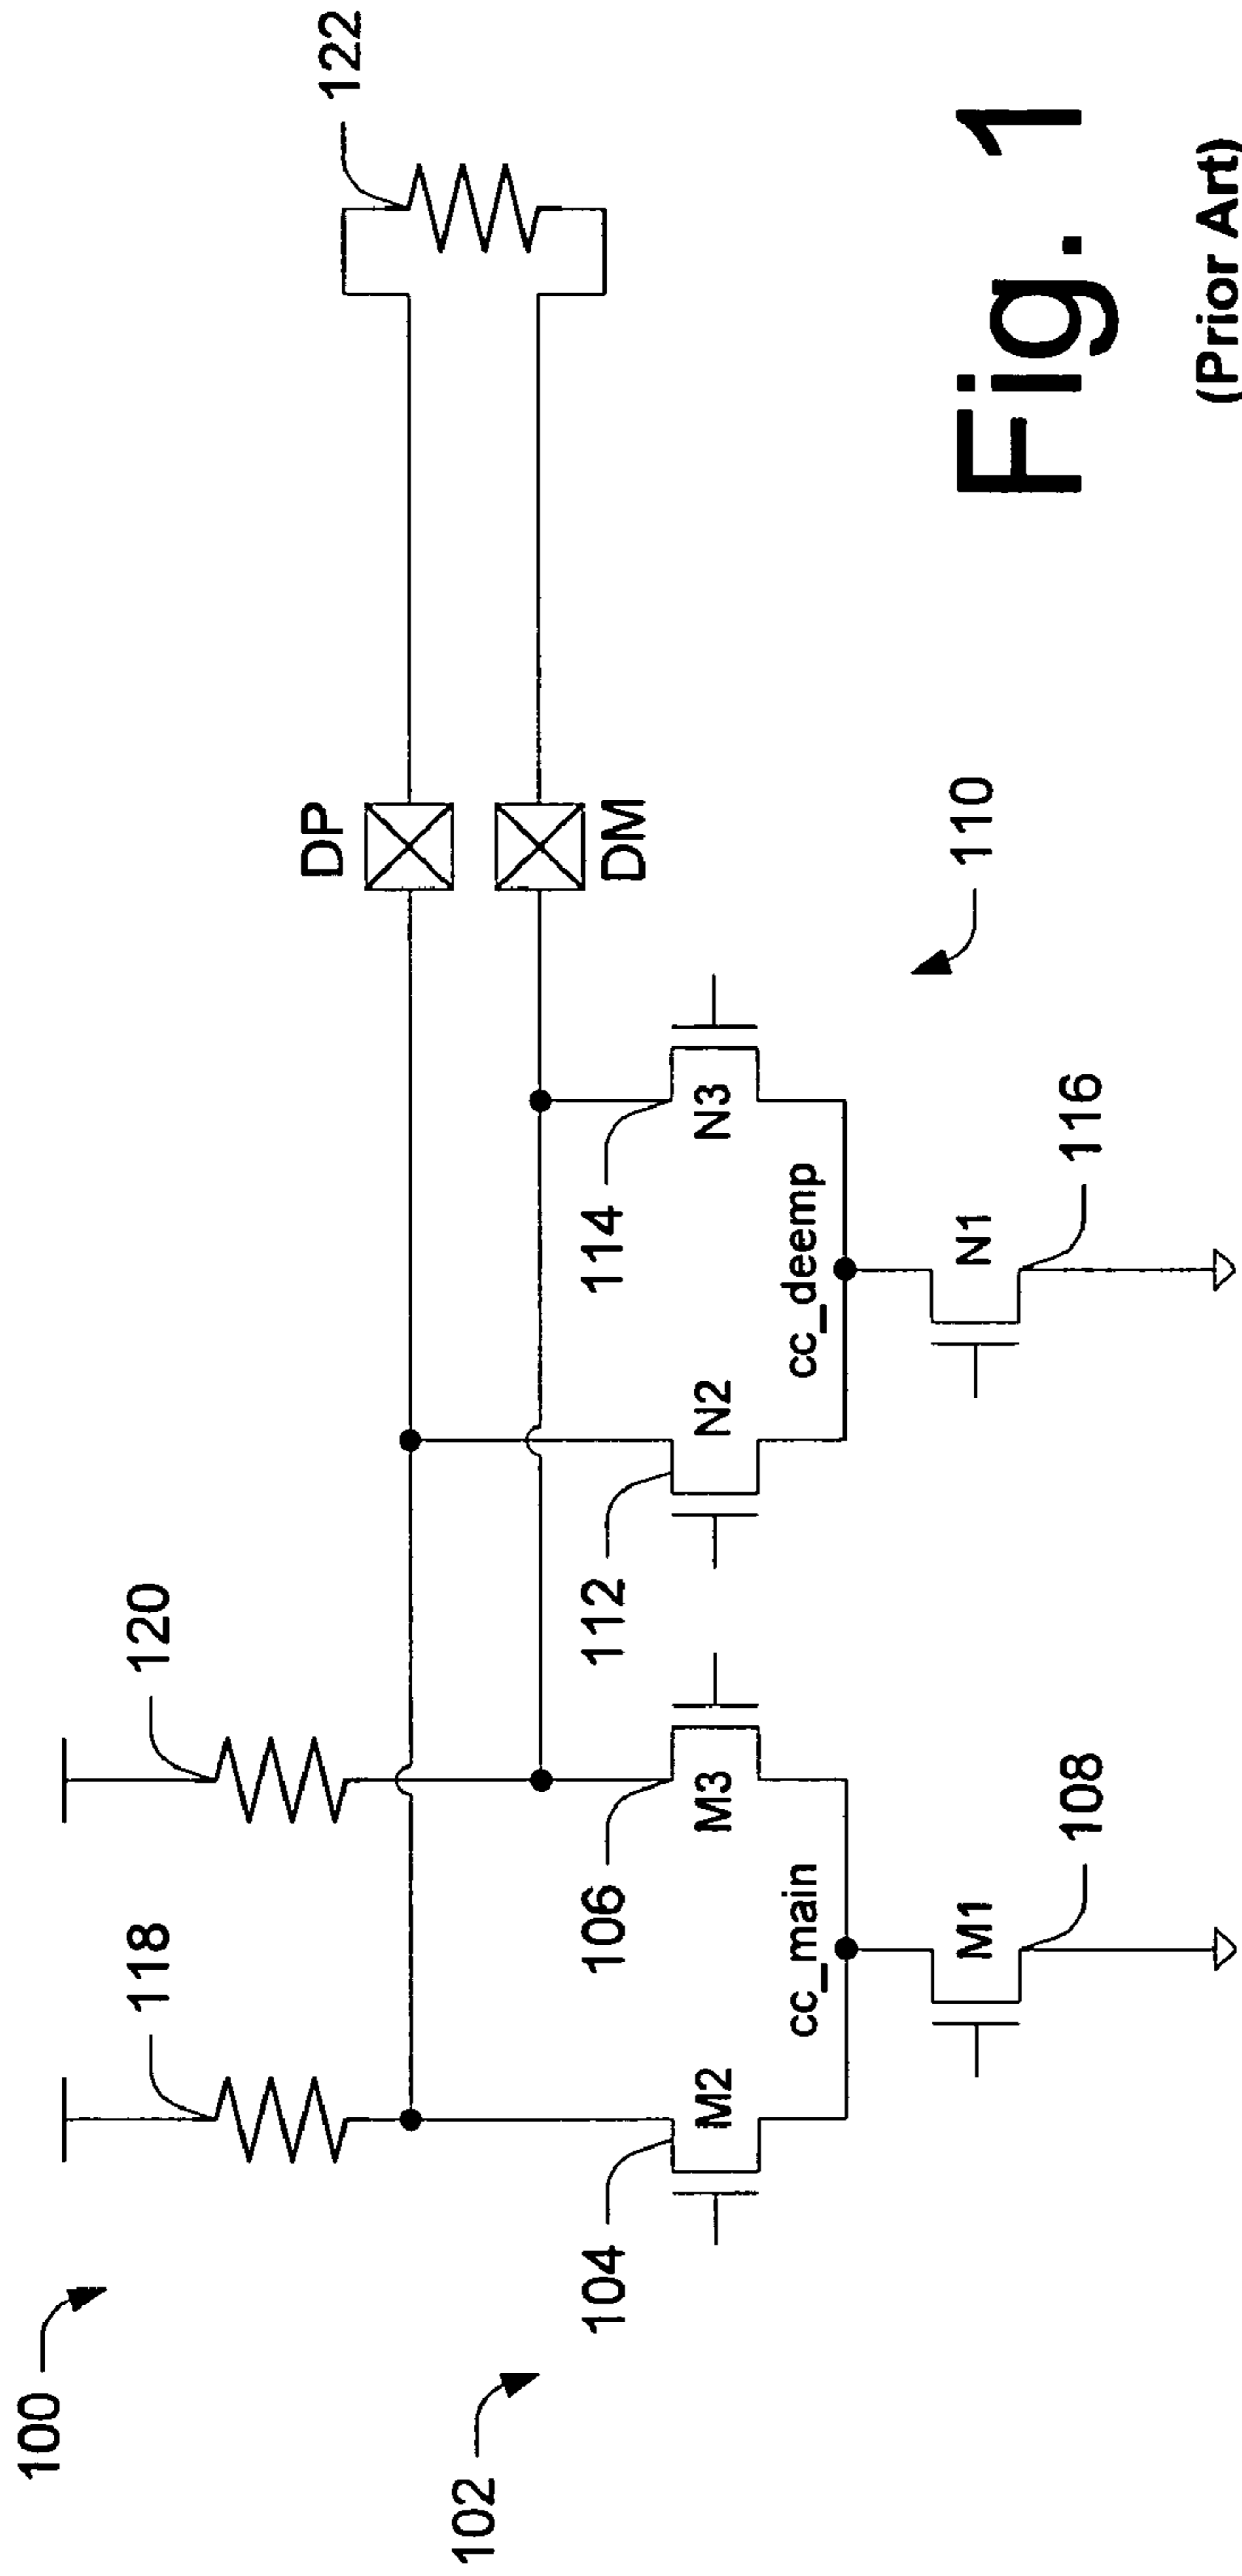 100
118
120
122
DP
DM
102
104
M2
106
M3
112
N2
114
N3
cc_main
cc_deemp
110
M1
108
N1
116
Fig. 1
(Prior Art)